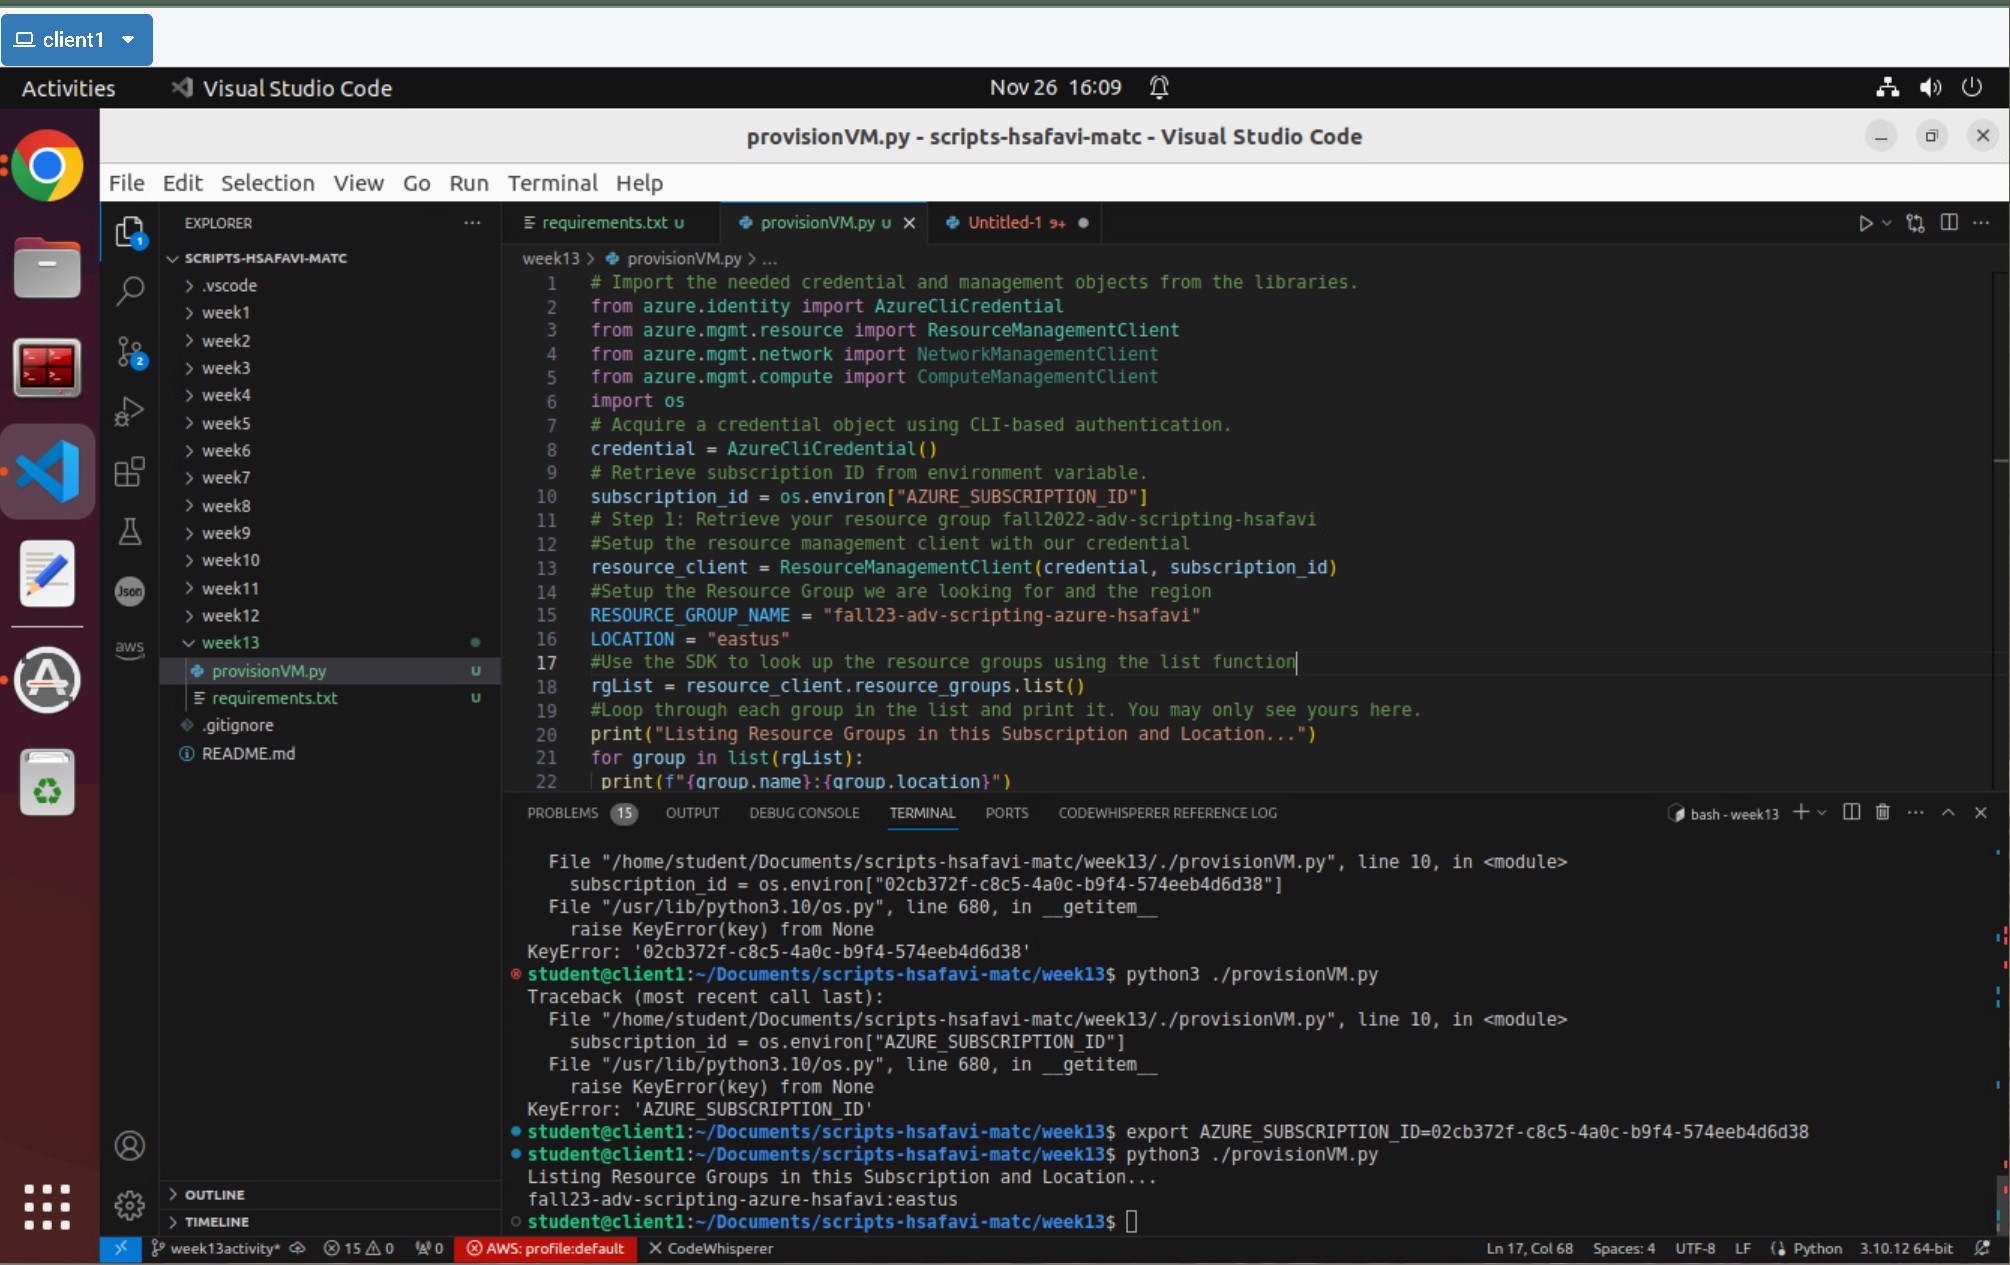 client1
Activities
Visual Studio Code
Nov 26 16:09
provisionVM.py - scripts-hsafavi-matc - Visual Studio Code
File Edit Selection View Go Run Terminal Help
EXPLORER
SCRIPTS-HSAFAVI-MATC
.vscode
week1
week2
week3
week4
week5
week6
week7
week8
week9
week10
week11
week12
week13
provisionVM.py U
requirements.txt U
.gitignore
README.md
OUTLINE
TIMELINE
1
2
Json
aws
requirements.txt U
provisionVM.py U
Untitled-1 9+
week13 > provisionVM.py > ...
1 # Import the needed credential and management objects from the libraries.
2 from azure.identity import AzureCliCredential
3 from azure.mgmt.resource import ResourceManagementClient
4 from azure.mgmt.network import NetworkManagementClient
5 from azure.mgmt.compute import ComputeManagementClient
6 import os
7 # Acquire a credential object using CLI-based authentication.
8 credential = AzureCliCredential()
9 # Retrieve subscription ID from environment variable.
10 subscription_id = os.environ["AZURE_SUBSCRIPTION_ID"]
11 # Step 1: Retrieve your resource group fall2022-adv-scripting-hsafavi
12 #Setup the resource management client with our credential
13 resource_client = ResourceManagementClient(credential, subscription_id)
14 #Setup the Resource Group we are looking for and the region
15 RESOURCE_GROUP_NAME = "fall23-adv-scripting-azure-hsafavi"
16 LOCATION = "eastus"
17 #Use the SDK to look up the resource groups using the list function
18 rgList = resource_client.resource_groups.list()
19 #Loop through each group in the list and print it. You may only see yours here.
20 print("Listing Resource Groups in this Subscription and Location...")
21 for group in list(rgList):
22 print(f"{group.name}:{group.location}")
PROBLEMS 15 OUTPUT DEBUG CONSOLE TERMINAL PORTS CODEWHISPERER REFERENCE LOG
bash - week13
File "/home/student/Documents/scripts-hsafavi-matc/week13/./provisionVM.py", line 10, in <module>
subscription_id = os.environ["02cb372f-c8c5-4a0c-b9f4-574eeb4d6d38"]
File "/usr/lib/python3.10/os.py", line 680, in __getitem__
raise KeyError(key) from None
KeyError: '02cb372f-c8c5-4a0c-b9f4-574eeb4d6d38'
student@client1:~/Documents/scripts-hsafavi-matc/week13$ python3 ./provisionVM.py
Traceback (most recent call last):
File "/home/student/Documents/scripts-hsafavi-matc/week13/./provisionVM.py", line 10, in <module>
subscription_id = os.environ["AZURE_SUBSCRIPTION_ID"]
File "/usr/lib/python3.10/os.py", line 680, in __getitem__
raise KeyError(key) from None
KeyError: 'AZURE_SUBSCRIPTION_ID'
student@client1:~/Documents/scripts-hsafavi-matc/week13$ export AZURE_SUBSCRIPTION_ID=02cb372f-c8c5-4a0c-b9f4-574eeb4d6d38
student@client1:~/Documents/scripts-hsafavi-matc/week13$ python3 ./provisionVM.py
Listing Resource Groups in this Subscription and Location...
fall23-adv-scripting-azure-hsafavi:eastus
student@client1:~/Documents/scripts-hsafavi-matc/week13$
week13activity* 15 0 0 AWS: profile:default CodeWhisperer Ln 17, Col 68 Spaces: 4 UTF-8 LF Python 3.10.12 64-bit